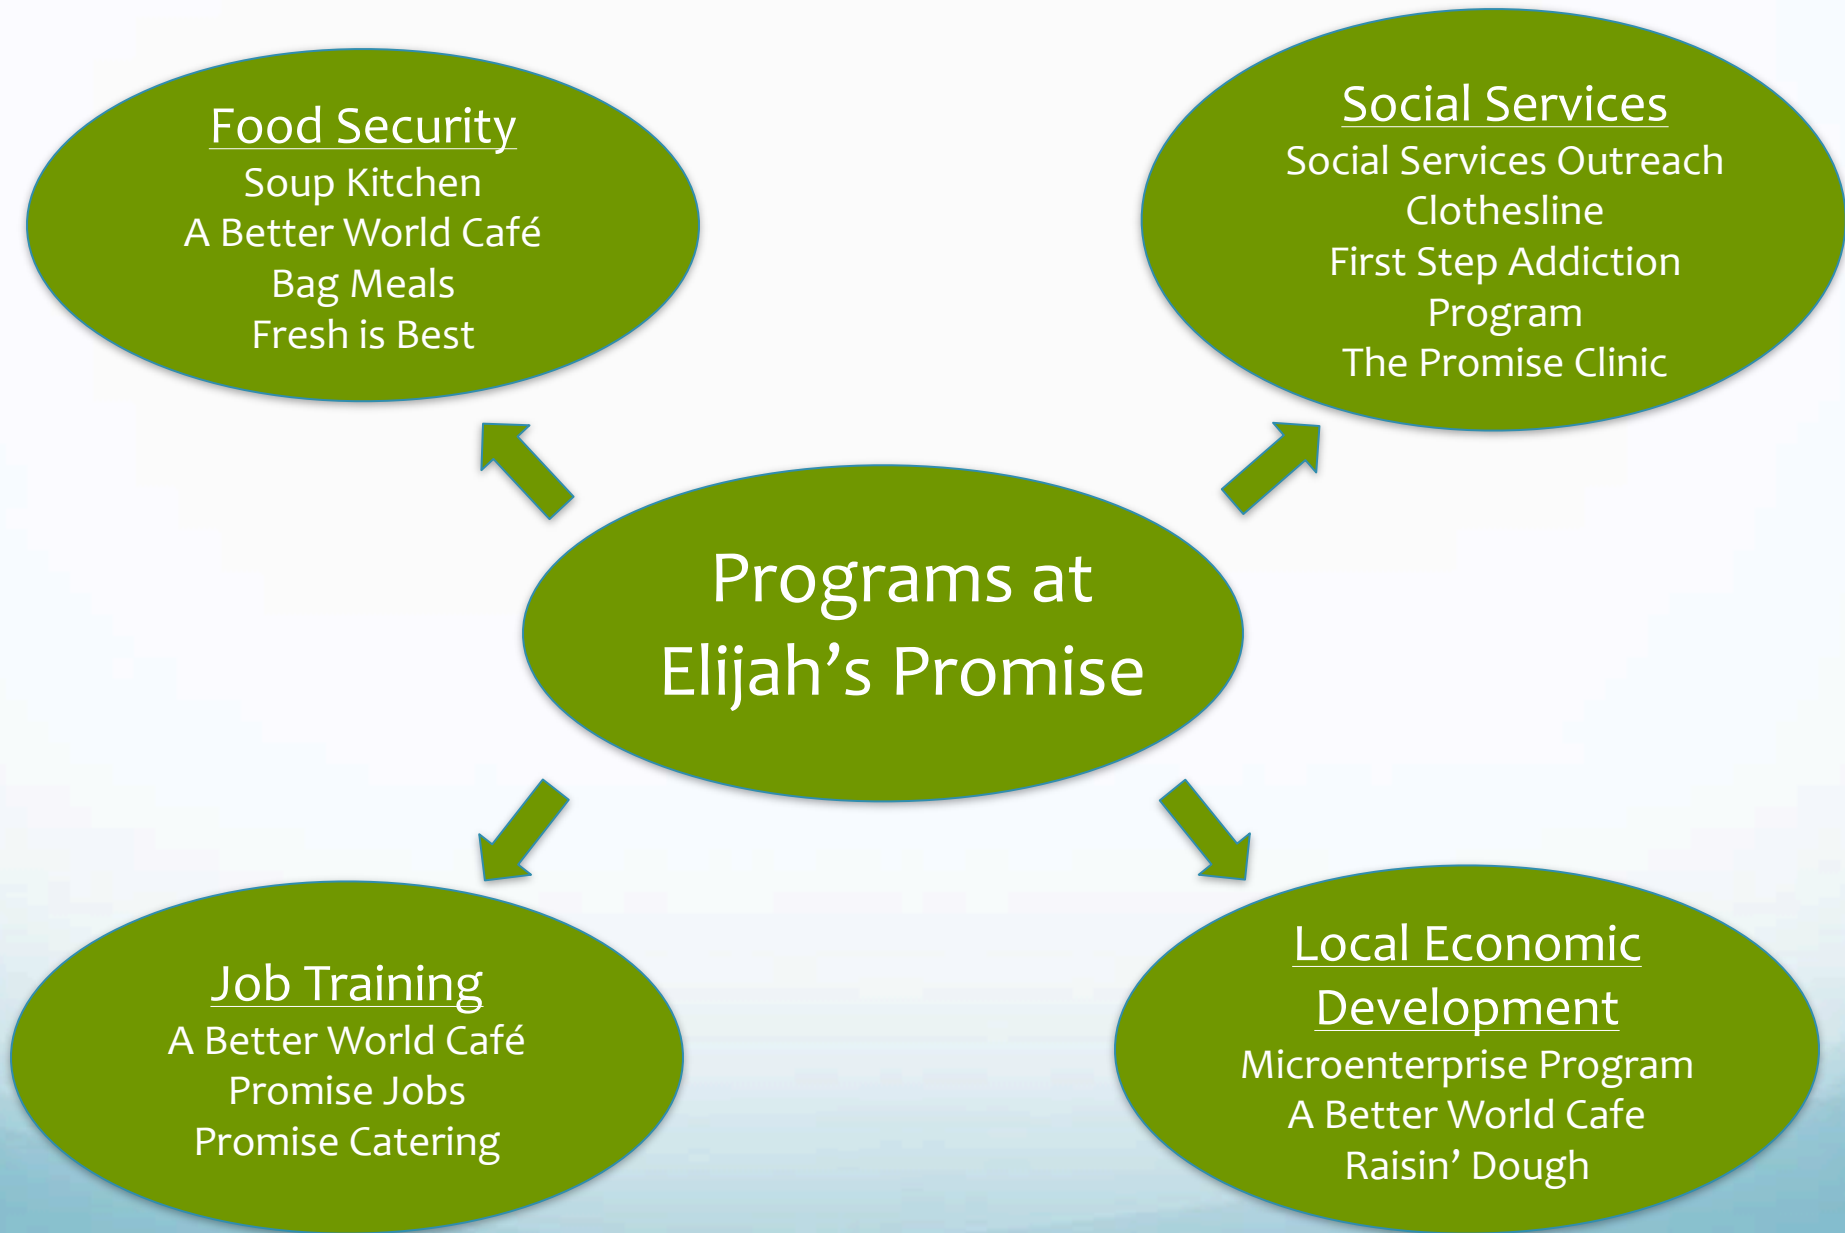 Food Security
Soup Kitchen
A Better World Café
Bag Meals
Fresh is Best
Social Services
Social Services Outreach
Clothesline
First Step Addiction
Program
The Promise Clinic
Programs at
Elijah’s Promise
Job Training
A Better World Café
Promise Jobs
Promise Catering
Local Economic
Development
Microenterprise Program
A Better World Cafe
Raisin’ Dough